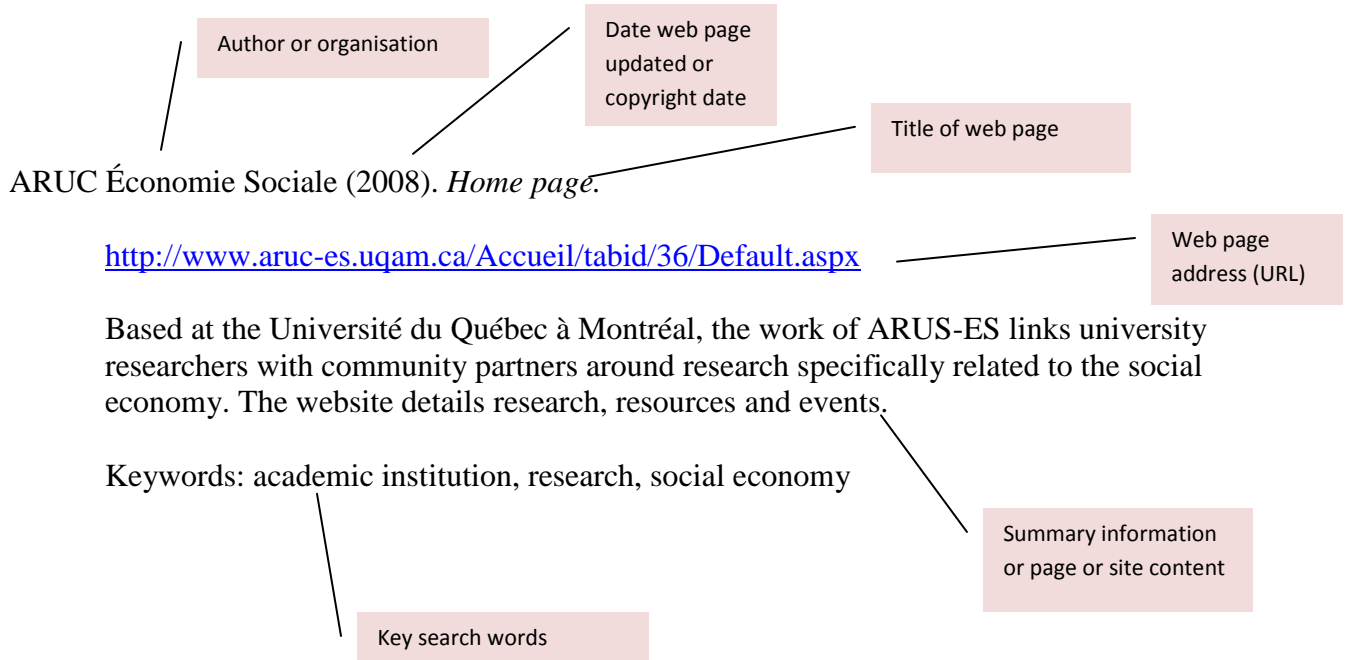 Author or organisation
Date web page
updated or
copyright date
Title of web page
ARUC Économie Sociale (2008). Home page.
http://www.aruc-es.uqam.ca/Accueil/tabid/36/Default.aspx
Web page
address (URL)
Based at the Université du Québec à Montréal, the work of ARUS-ES links university
researchers with community partners around research specifically related to the social
economy. The website details research, resources and events.
Keywords: academic institution, research, social economy
Summary information
or page or site content
Key search words